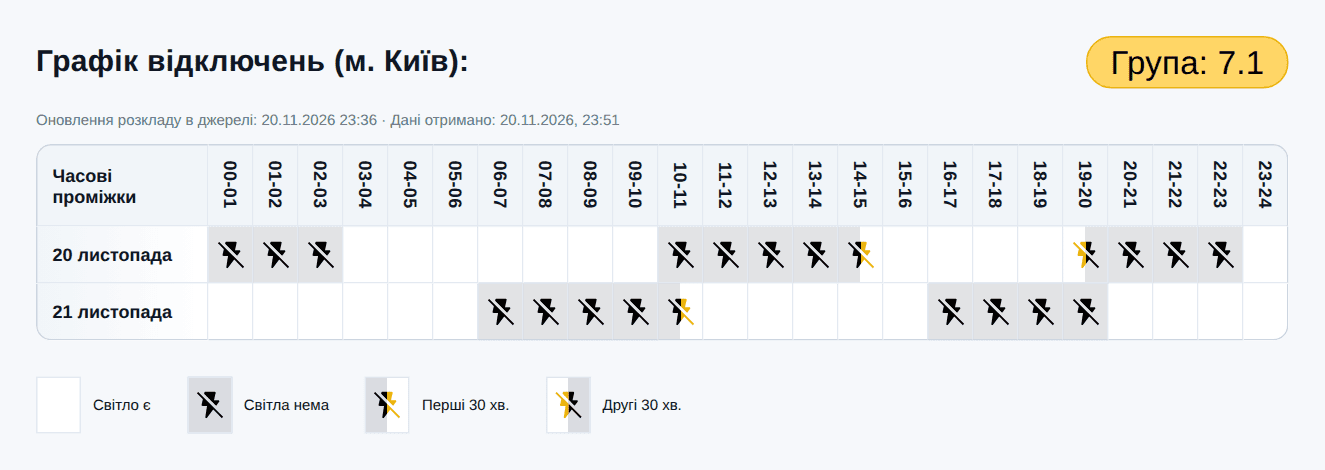 Графік відключень (м. Київ):
Група: 7.1
Оновлення розкладу в джерелі: 20.11.2026 23:36 · Дані отримано: 20.11.2026, 23:51
Часові
проміжки
00-01 01-02 02-03 03-04 04-05 05-06 06-07 07-08 08-09 09-10 10-11 11-12 12-13 13-14 14-15 15-16 16-17 17-18 18-19 19-20 20-21 21-22 22-23 23-24
20 листопада
21 листопада
Світло є Світла нема Перші 30 хв. Другі 30 хв.